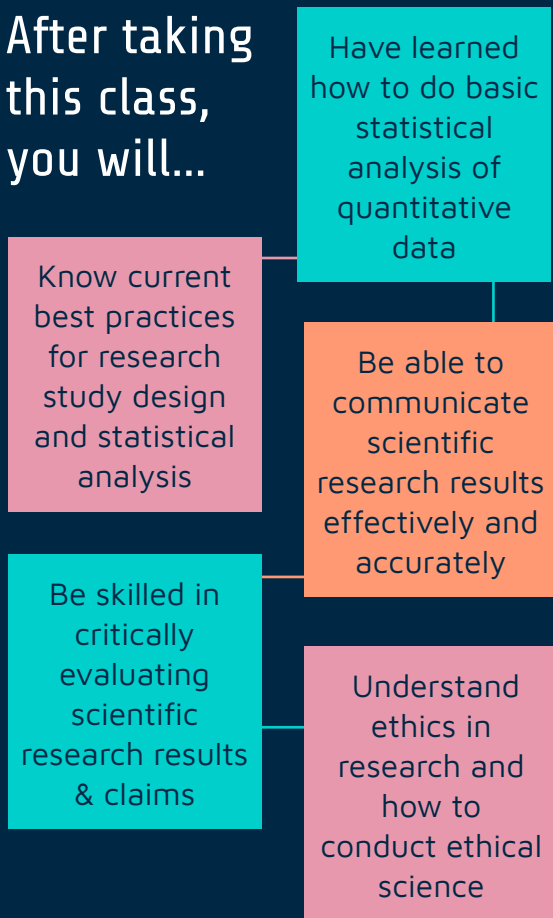 After taking
this class,
you will...
Have learned
how to do basic
statistical
analysis of
quantitative
data
Know current
best practices
for research
study design
and statistical
analysis
Be able to
communicate
scientific
research results
effectively and
accurately
Be skilled in
critically
evaluating
scientific
research results
& claims
Understand
ethics in
research and
how to
conduct ethical
science